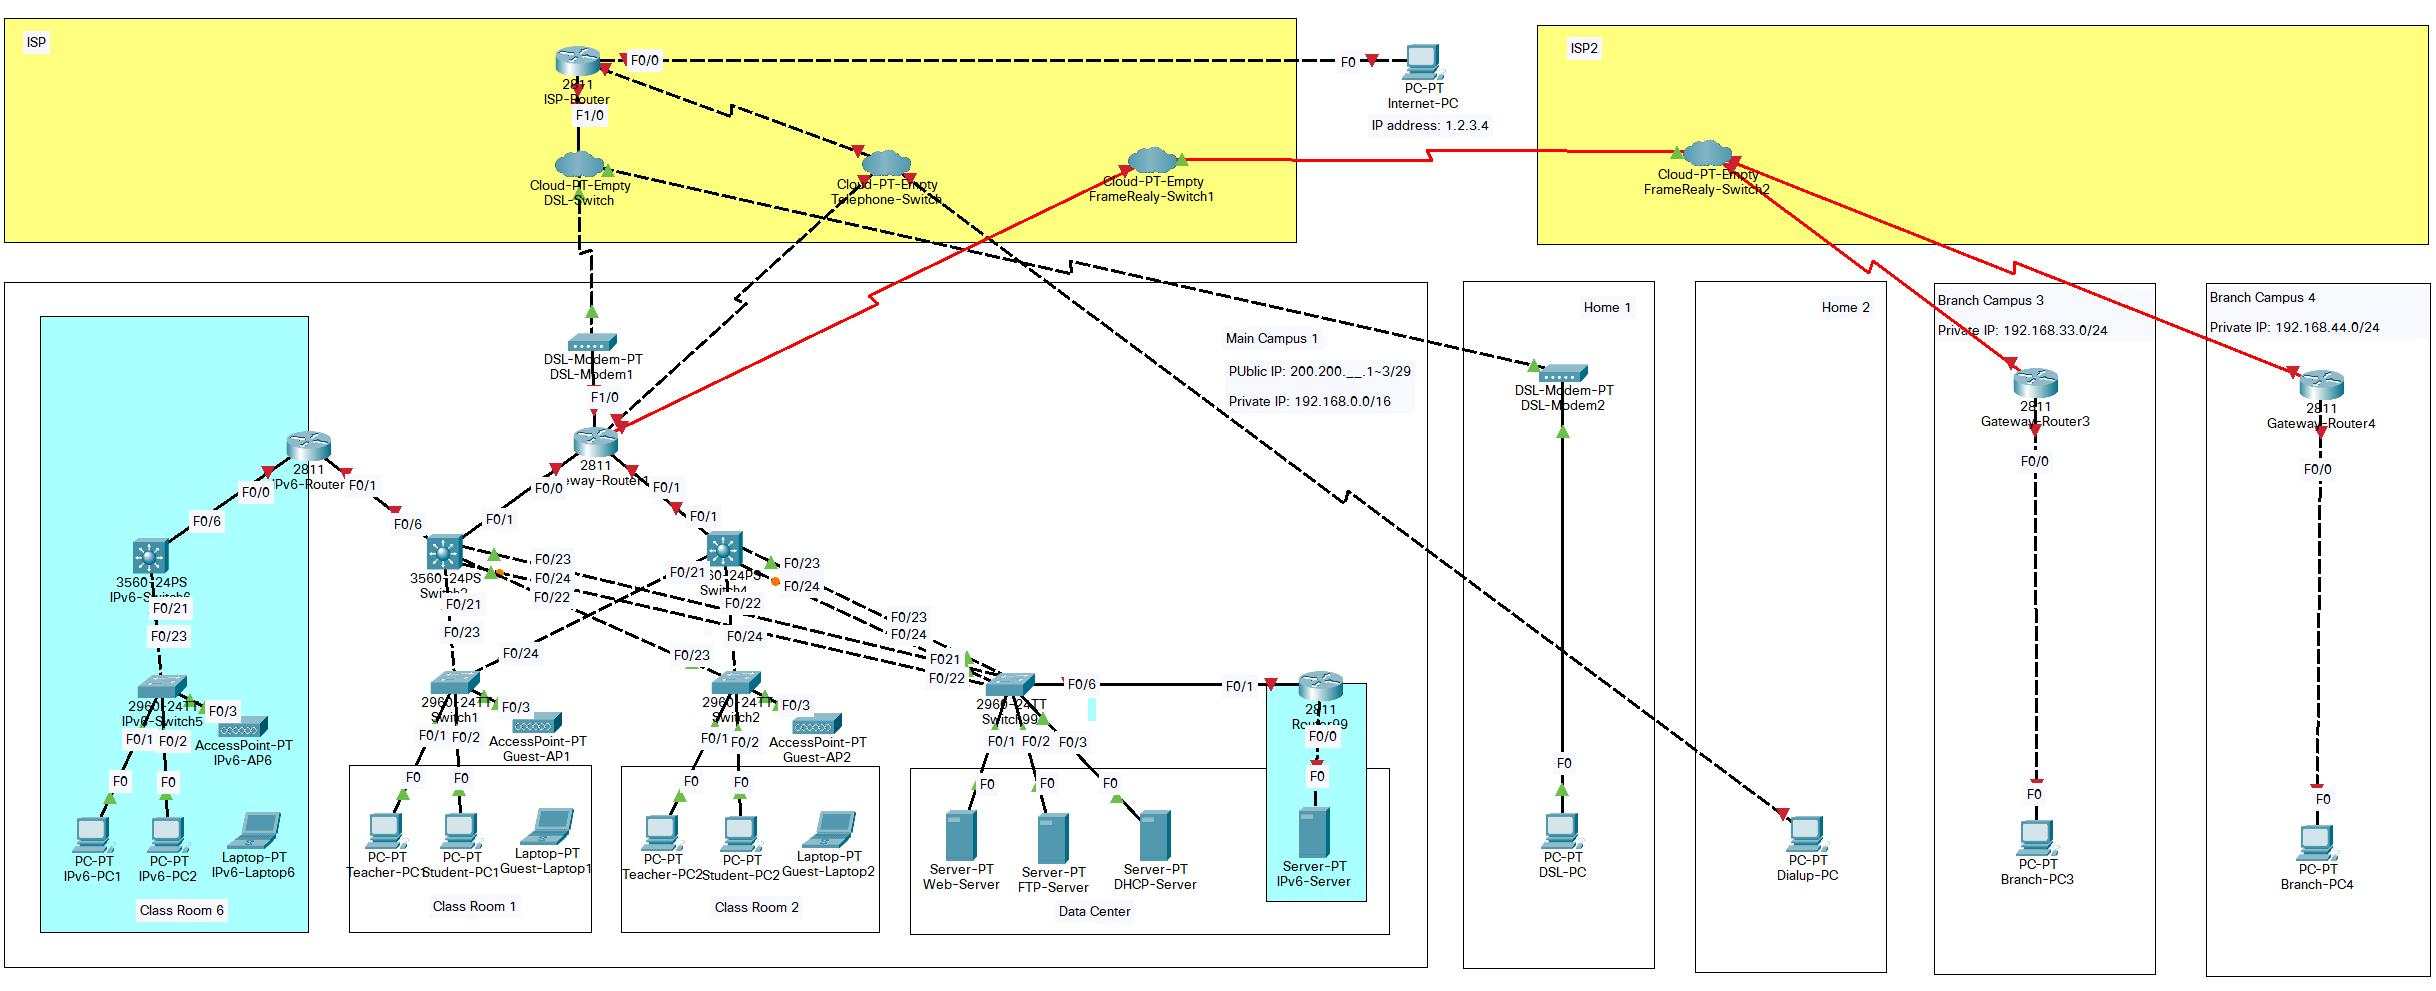 ISP
F0/0
2811
ISP-Router
F1/0
F0
PC-PT
Internet-PC
IP address: 1.2.3.4
ISP2
Cloud-PT-Empty
DSL-Switch
Cloud-PT-Empty
Telephone-Switch
Cloud-PT-Empty
FrameRealy-Switch1
Cloud-PT-Empty
FrameRealy-Switch2
Main Campus 1
PUblic IP: 200.200.__.1~3/29
Private IP: 192.168.0.0/16
Home 1
Home 2
Branch Campus 3
Private IP: 192.168.33.0/24
Branch Campus 4
Private IP: 192.168.44.0/24
DSL-Modem-PT
DSL-Modem1
F1/0
DSL-Modem-PT
DSL-Modem2
2811
Gateway-Router3
F0/0
2811
Gateway-Router4
F0/0
2811
IPv6-Router
F0/0
F0/1
F0/6
F0/6
2811
eway-Router1
F0/0
F0/1
F0/1
F0/1
3560-24PS
IPv6-Switch6
F0/21
F0/23
3560-24PS
F0/21
F0/23
F0/23
F0/24
F0/22
F0/21
60-24PS
Switch4
F0/22
F0/24
F0/23
F0/24
F0/23
F0/24
F021
F0/22
F0/24
F0/23
2960-24TT
IPv6-Switch5
F0/3
F0/1
F0/2
AccessPoint-PT
IPv6-AP6
2960-24TT
Switch1
F0/3
F0/1
F0/2
AccessPoint-PT
Guest-AP1
2960-24TT
Switch2
F0/3
F0/1
F0/2
AccessPoint-PT
Guest-AP2
2960-24TT
Switch99
F0/6
F0/1
F0/1
F0/2
F0/3
2811
Router99
F0/0
F0
F0
F0
F0
F0
F0
F0
F0
F0
F0
F0
F0
F0
PC-PT
IPv6-PC1
PC-PT
IPv6-PC2
Laptop-PT
IPv6-Laptop6
Class Room 6
PC-PT
Teacher-PC1
PC-PT
Student-PC1
Laptop-PT
Guest-Laptop1
Class Room 1
PC-PT
Teacher-PC2
PC-PT
Student-PC2
Laptop-PT
Guest-Laptop2
Class Room 2
Server-PT
Web-Server
Server-PT
FTP-Server
Server-PT
DHCP-Server
Server-PT
IPv6-Server
Data Center
PC-PT
DSL-PC
PC-PT
Dialup-PC
PC-PT
Branch-PC3
PC-PT
Branch-PC4